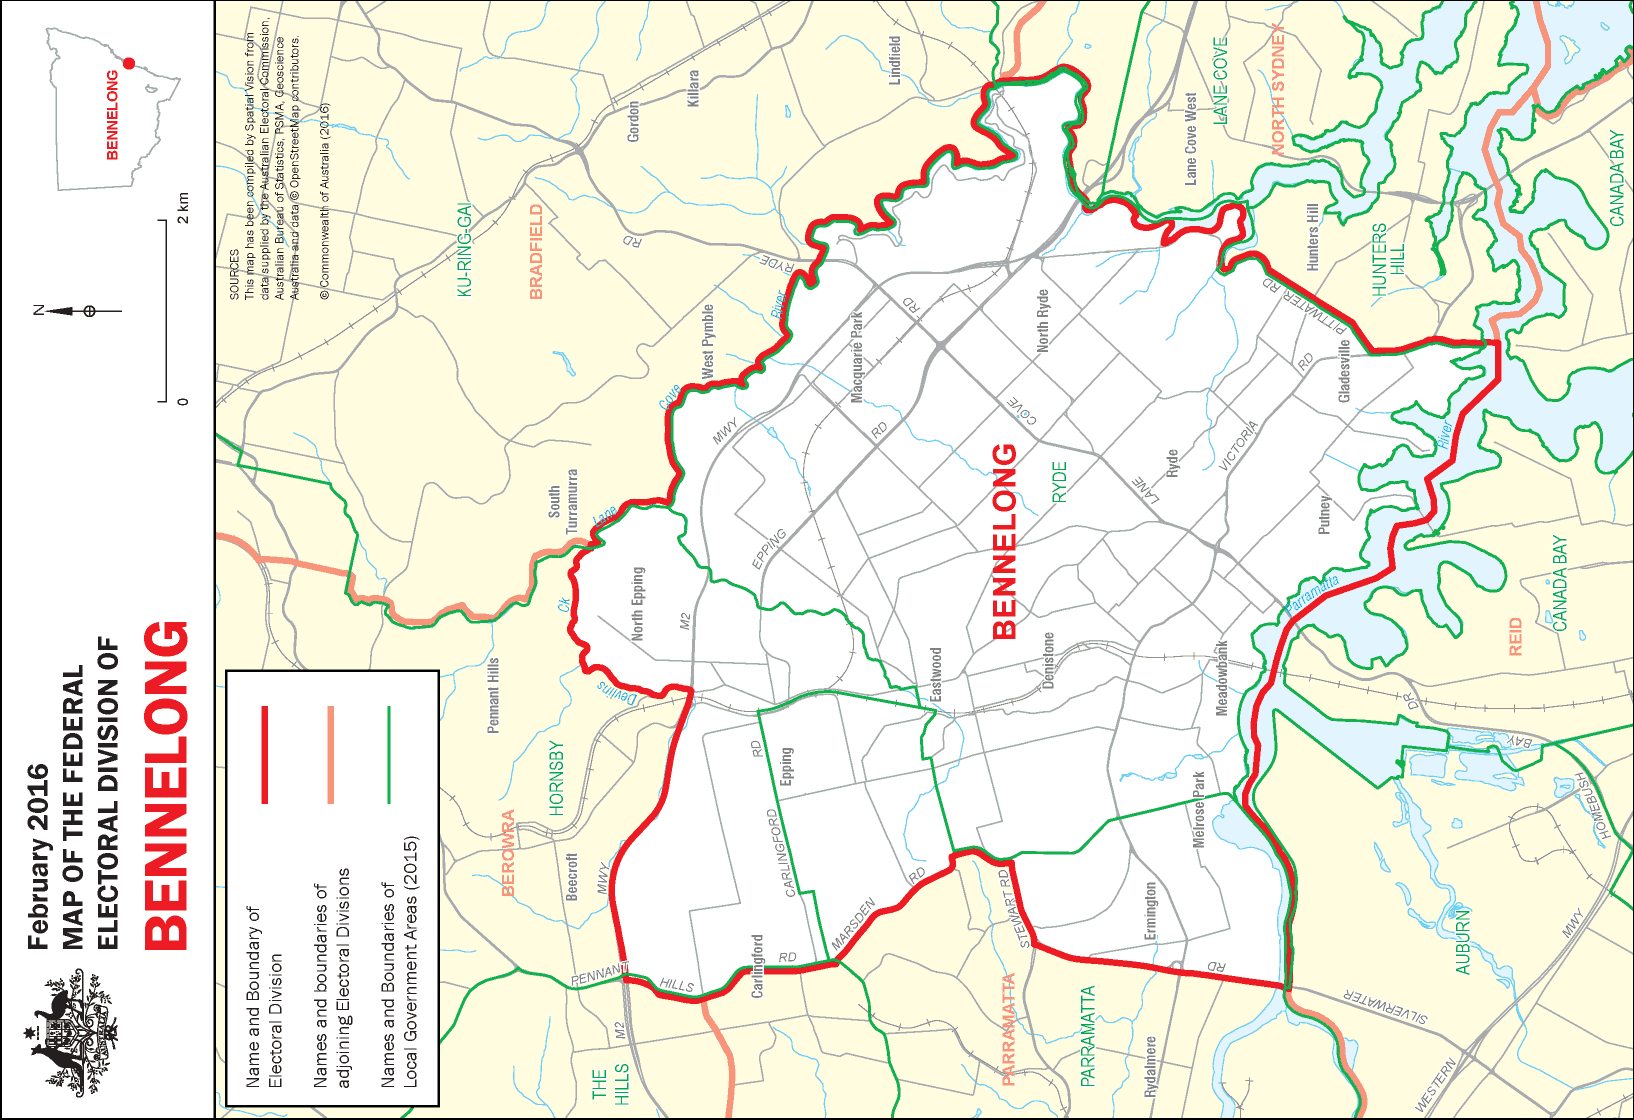 February 2016
MAP OF THE FEDERAL
ELECTORAL DIVISION OF
BENNELONG
N
0
2 km
BENNELONG
Name and Boundary of
Electoral Division
Names and boundaries of
adjoining Electoral Divisions
Names and Boundaries of
Local Government Areas (2015)
SOURCES
This map has been compiled by Spatial Vision from
data supplied by the Australian Electoral Commission,
Australian Bureau of Statistics, PSMA, Geoscience
Australia and data © OpenStreetMap contributors.
© Commonwealth of Australia (2016)
KU-RING-GAI
BRADFIELD
Gordon
Killara
Lindfield
RD
RYDE
River
West Pymble
Cove
South
Turramurra
Lane
Ck
North Epping
M2
MWY
Devlins
Pennant Hills
HORNSBY
BEROWRA
Beecroft
MWY
PENNANT
HILLS
RD
M2
THE
HILLS
Carlingford
CARLINGFORD
RD
Epping
MARSDEN
RD
STEWART RD
PARRAMATTA
PARRAMATTA
Rydalmere
Ermington
RD
SILVERWATER
WESTERN
MWY
AUBURN
HOMEBUSH
BAY
DR
Melrose Park
Meadowbank
Denistone
Eastwood
BENNELONG
RYDE
EPPING
RD
Macquarie Park
RD
North Ryde
COVE
LANE
Ryde
VICTORIA
RD
Putney
Gladesville
PITTWATER RD
Parramatta
River
REID
CANADA BAY
CANADA BAY
HUNTERS
HILL
Hunters Hill
Lane Cove West
LANE COVE
NORTH SYDNEY